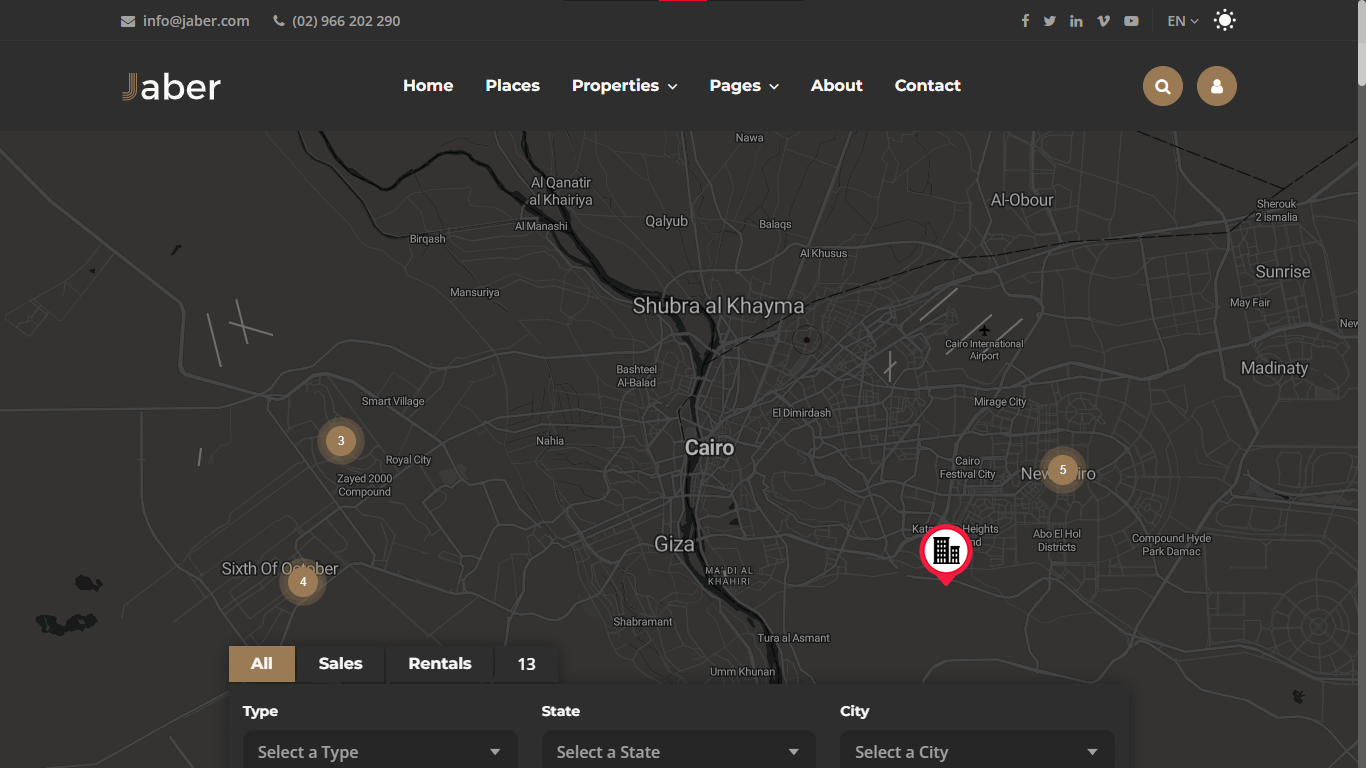 info@jaber.com
(02) 966 202 290
EN
Jaber
Home
Places
Properties
Pages
About
Contact
Nawa
Al Qanatir
al Khairiya
Al-Obour
Sherouk
2 ismalia
Qalyub
Balaqs
Al Manashi
Birqash
Al Khusus
Sunrise
Mansuriya
May Fair
Shubra al Khayma
New
Cairo International
Airport
Bashteel
Al-Balad
Madinaty
Smart Village
Mirage City
El Dimirdash
3
Nahia
Cairo
Royal City
Cairo
Festival City
5
Zayed 2000
Compound
Heights
Abo El Hol
Districts
Compound Hyde
Park Damac
Giza
Sixth Of October
4
MA'DI AL
KHAHIRI
Shabramant
Tura al Asmant
Umm Khunan
All
Sales
Rentals
13
Type
State
City
Select a Type
Select a State
Select a City